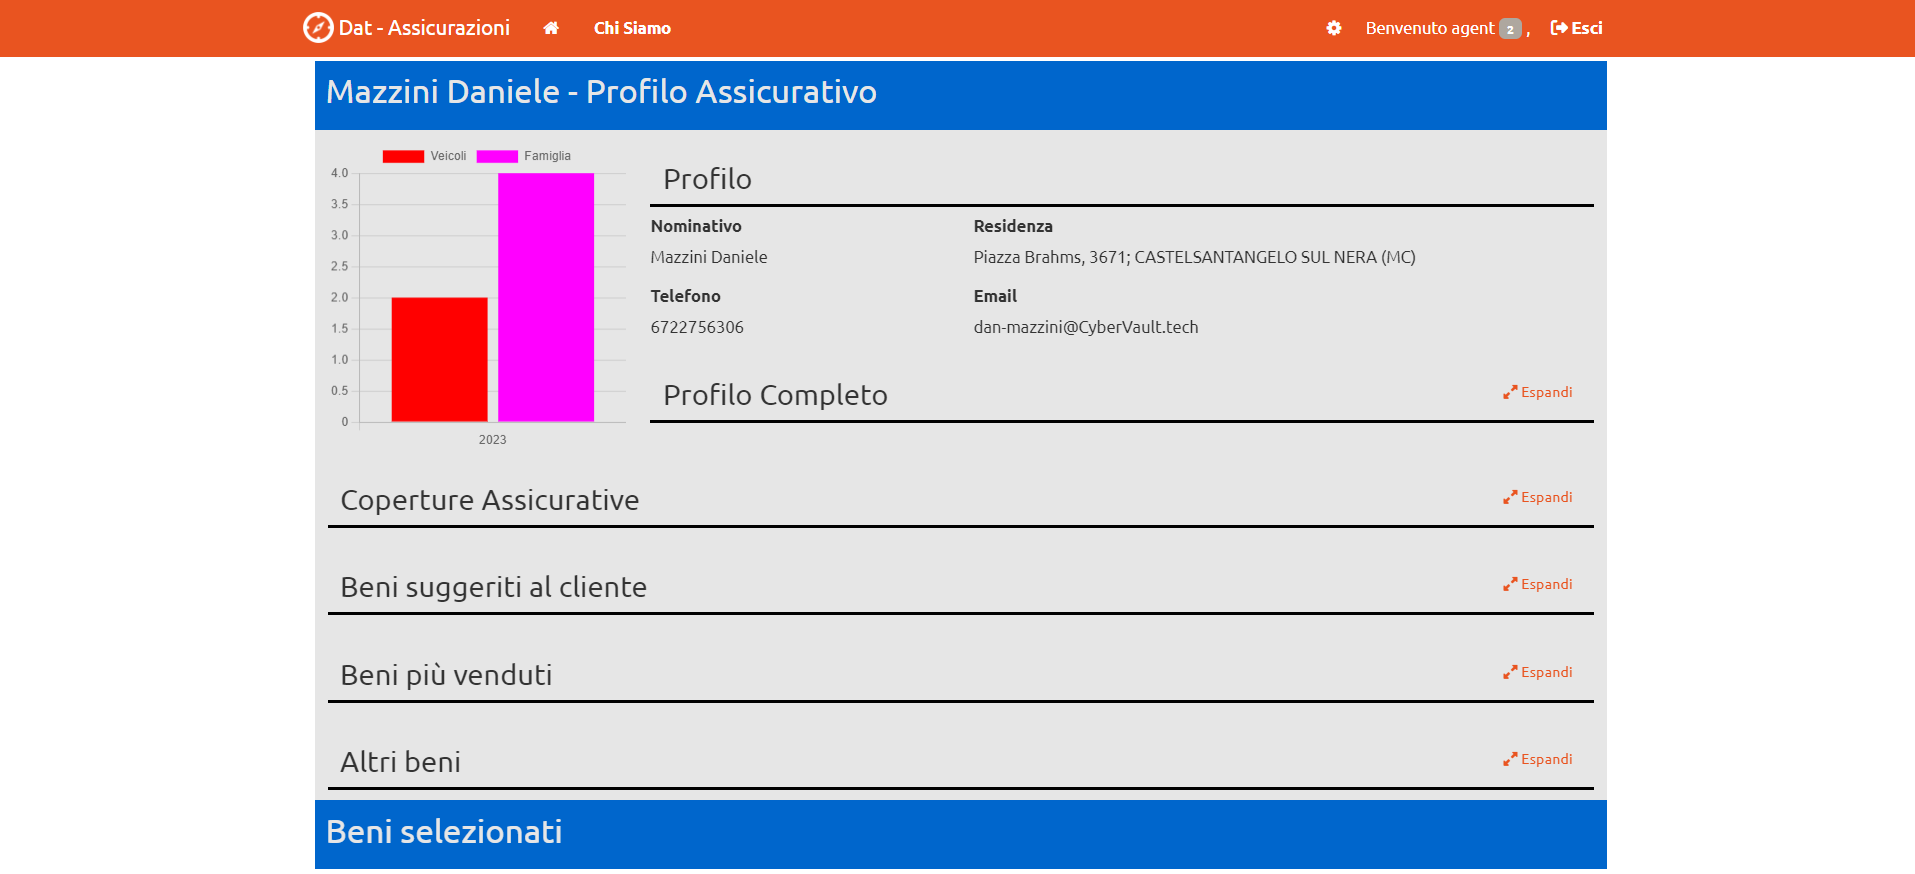 Dat - Assicurazioni
Chi Siamo
Benvenuto agent 2 ,
Esci
Mazzini Daniele - Profilo Assicurativo
Veicoli
Famiglia
4.0
3.5
3.0
2.5
2.0
1.5
1.0
0.5
0
2023
Profilo
Nominativo
Residenza
Mazzini Daniele
Piazza Brahms, 3671; CASTELSANTANGELO SUL NERA (MC)
Telefono
Email
6722756306
dan-mazzini@CyberVault.tech
Profilo Completo
Espandi
Coperture Assicurative
Espandi
Beni suggeriti al cliente
Espandi
Beni più venduti
Espandi
Altri beni
Espandi
Beni selezionati